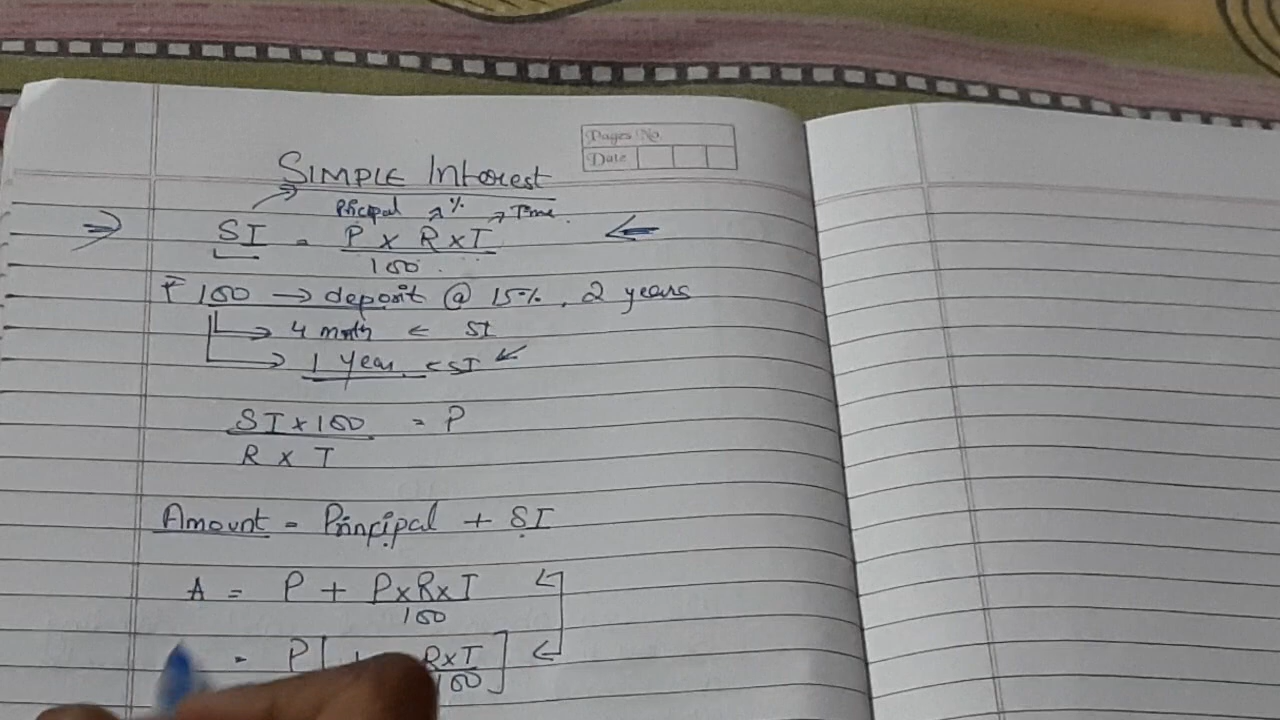 Pages No.
Date
SIMPLE Interest
Pricipal % Time.
SI = P x R x T
100
₹ 100 → deposit @ 15%, 2 years
→ 4 month < SI
→ 1 Year. < SI
SI x 100 = P
R x T
Amount = Principal + SI
A = P + P x R x T
100
= P [ + R x T ]
100